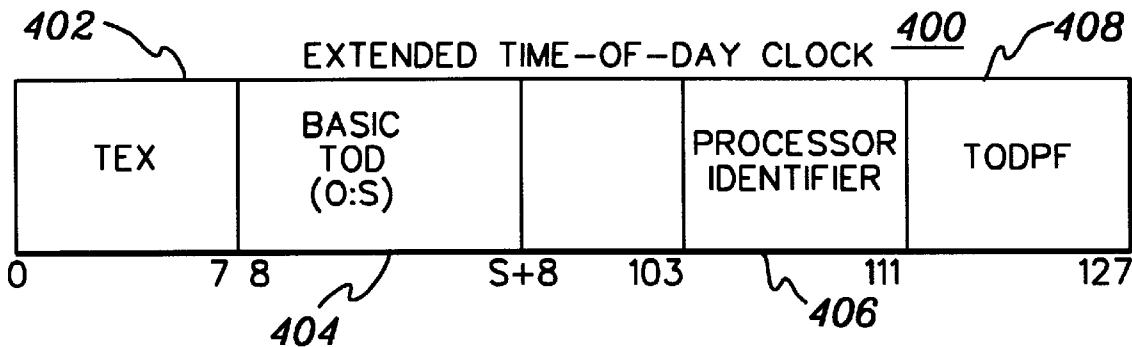 402
EXTENDED TIME-OF-DAY CLOCK 400
408
TEX
BASIC
TOD
(0:S)
PROCESSOR
IDENTIFIER
TODPF
0 7 8 S+8 103 111 127
404
406